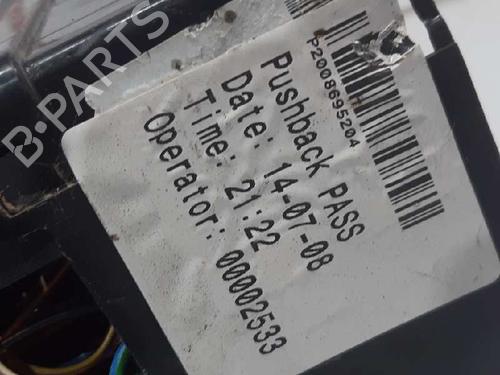 P2008695204
Pushback PASS
Date: 14-07-08
Time: 21:22
Operator: 00002533
B-PARTS